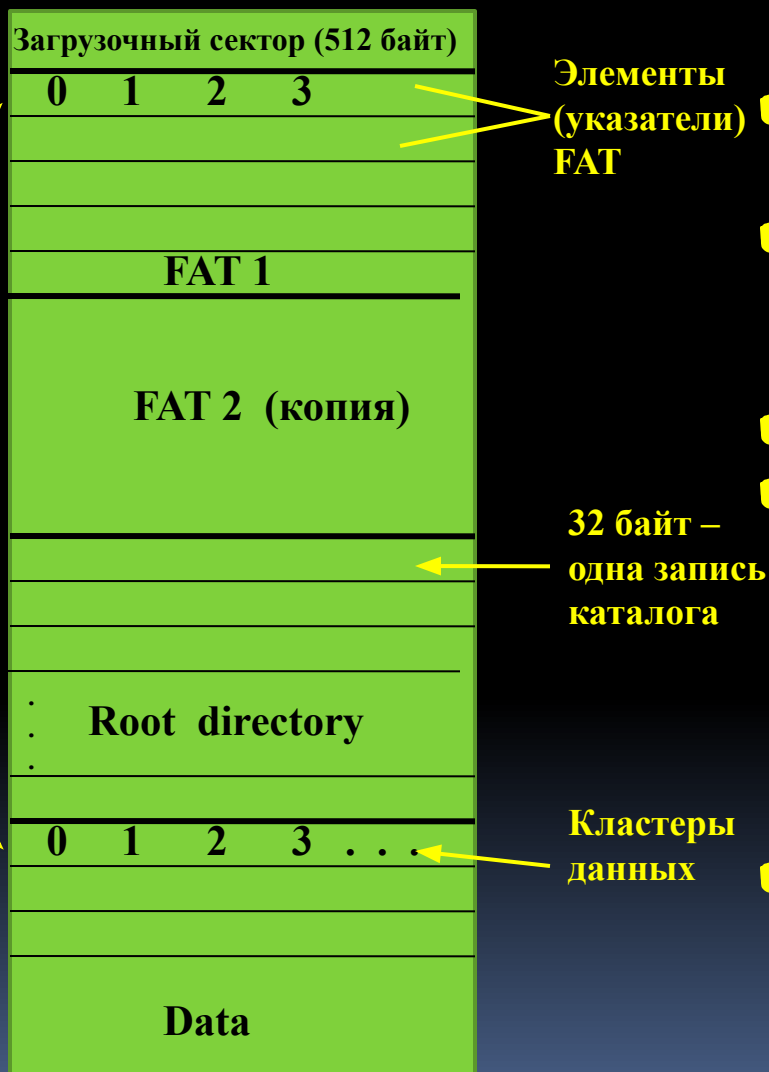 Загрузочный сектор (512 байт)
0 1 2 3
Элементы
(указатели)
FAT
FAT 1
FAT 2 (копия)
32 байт –
одна запись
каталога
.
.
.
Root directory
0 1 2 3 . . .
Кластеры
данных
Data